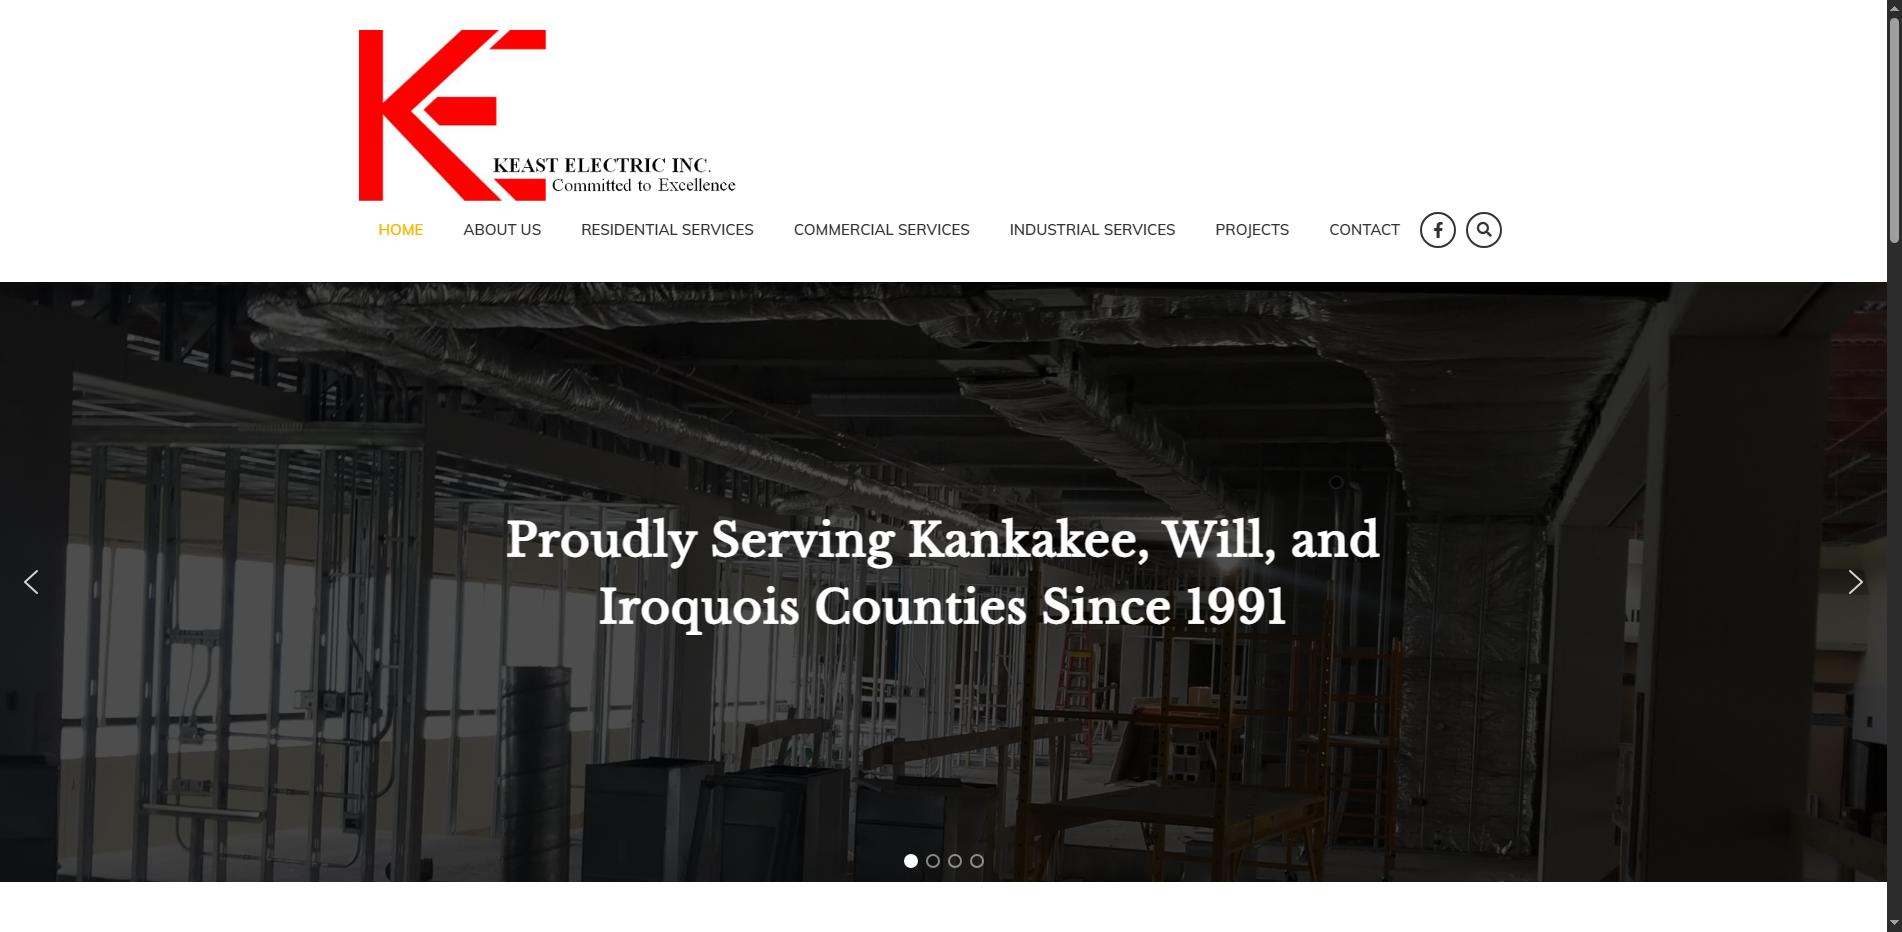 KEAST ELECTRIC INC.
Committed to Excellence
HOME ABOUT US RESIDENTIAL SERVICES COMMERCIAL SERVICES INDUSTRIAL SERVICES PROJECTS CONTACT
Proudly Serving Kankakee, Will, and
Iroquois Counties Since 1991